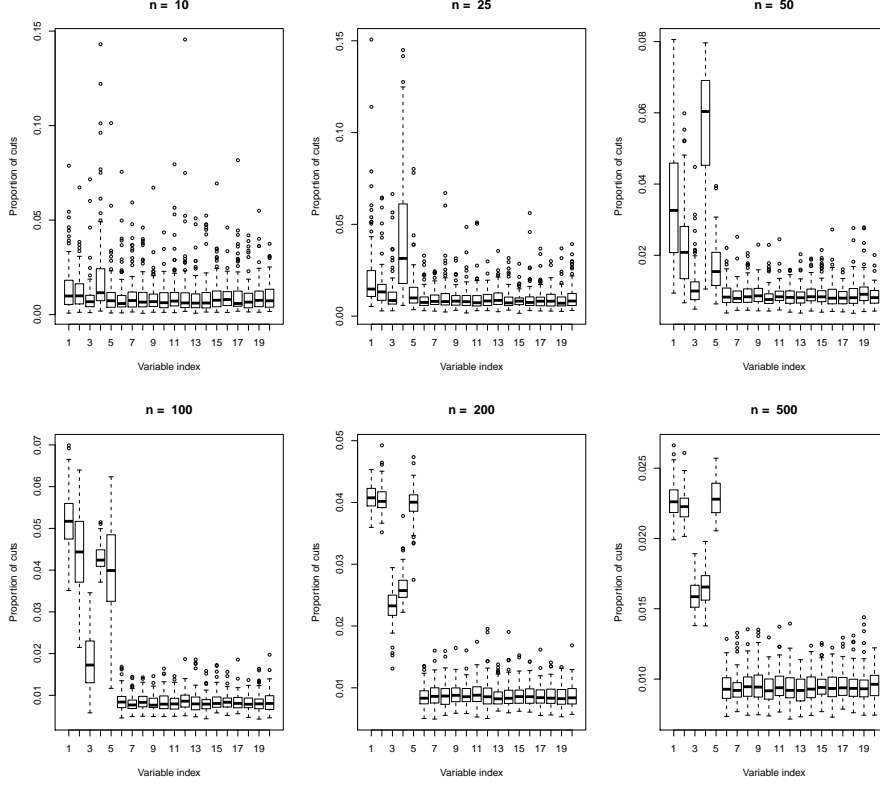 n = 10
n = 25
n = 50
Proportion of cuts
0.00 0.05 0.10 0.15
1 3 5 7 9 11 13 15 17 19
Variable index
Proportion of cuts
0.00 0.05 0.10 0.15
1 3 5 7 9 11 13 15 17 19
Variable index
Proportion of cuts
0.02 0.04 0.06 0.08
1 3 5 7 9 11 13 15 17 19
Variable index
n = 100
n = 200
n = 500
Proportion of cuts
0.01 0.02 0.03 0.04 0.05 0.06 0.07
1 3 5 7 9 11 13 15 17 19
Variable index
Proportion of cuts
0.01 0.02 0.03 0.04 0.05
1 3 5 7 9 11 13 15 17 19
Variable index
Proportion of cuts
0.010 0.015 0.020 0.025
1 3 5 7 9 11 13 15 17 19
Variable index